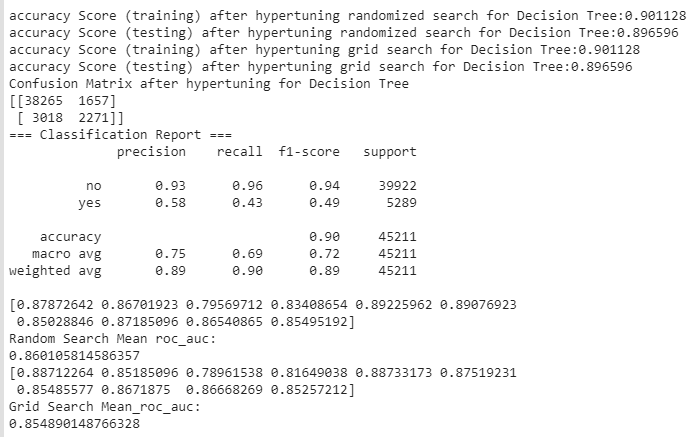 accuracy Score (training) after hypertuning randomized search for Decision Tree:0.901128
accuracy Score (testing) after hypertuning randomized search for Decision Tree:0.896596
accuracy Score (training) after hypertuning grid search for Decision Tree:0.901128
accuracy Score (testing) after hypertuning grid search for Decision Tree:0.896596
Confusion Matrix after hypertuning for Decision Tree
[[38265  1657]
 [ 3018  2271]]
=== Classification Report ===
              precision    recall  f1-score   support
          no       0.93      0.96      0.94     39922
         yes       0.58      0.43      0.49      5289
    accuracy                           0.90     45211
   macro avg       0.75      0.69      0.72     45211
weighted avg       0.89      0.90      0.89     45211
[0.87872642 0.86701923 0.79569712 0.83408654 0.89225962 0.89076923
 0.85028846 0.87185096 0.86540865 0.85495192]
Random Search Mean roc_auc:
0.860105814586357
[0.88712264 0.85185096 0.78961538 0.81649038 0.88733173 0.87519231
 0.85485577 0.8671875  0.86668269 0.85257212]
Grid Search Mean_roc_auc:
0.854890148766328